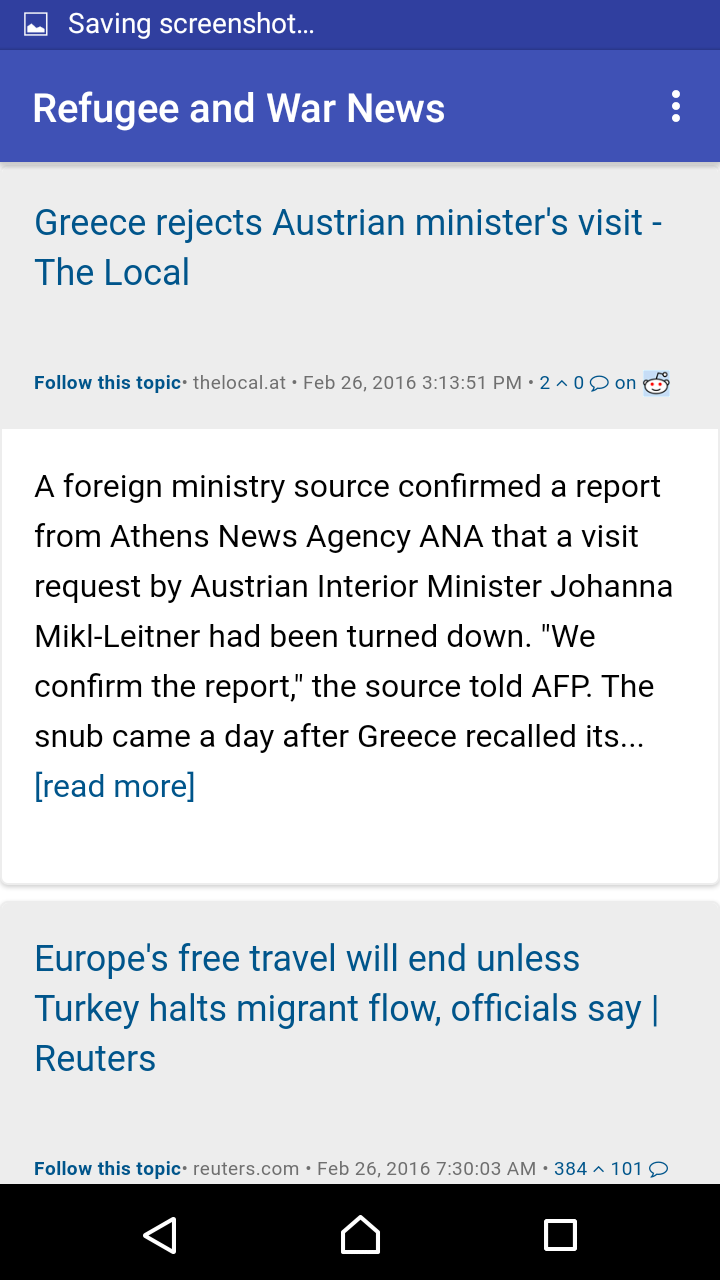 Saving screenshot...
Refugee and War News
Greece rejects Austrian minister's visit -
The Local
Follow this topic• thelocal.at • Feb 26, 2016 3:13:51 PM • 2 ^ 0 on
A foreign ministry source confirmed a report
from Athens News Agency ANA that a visit
request by Austrian Interior Minister Johanna
Mikl-Leitner had been turned down. "We
confirm the report," the source told AFP. The
snub came a day after Greece recalled its...
[read more]
Europe's free travel will end unless
Turkey halts migrant flow, officials say |
Reuters
Follow this topic• reuters.com • Feb 26, 2016 7:30:03 AM • 384 ^ 101